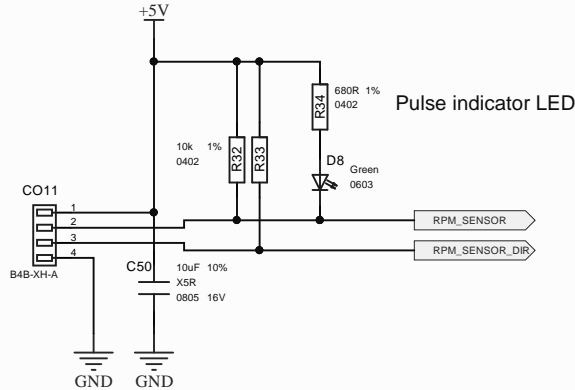 +5V
680R 1%
0402
R34
Pulse indicator LED
10k 1%
0402
R32
R33
D8
Green
0603
CO11
1
2
3
4
B4B-XH-A
RPM_SENSOR
RPM_SENSOR_DIR
C50
10uF 10%
X5R
0805 16V
GND
GND